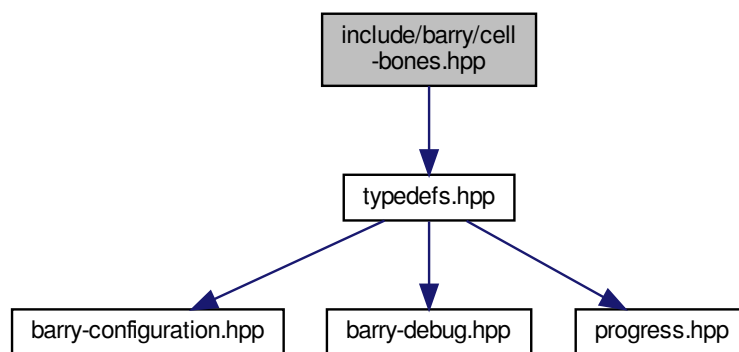 include/barry/cell
-bones.hpp
typedefs.hpp
barry-configuration.hpp
barry-debug.hpp
progress.hpp